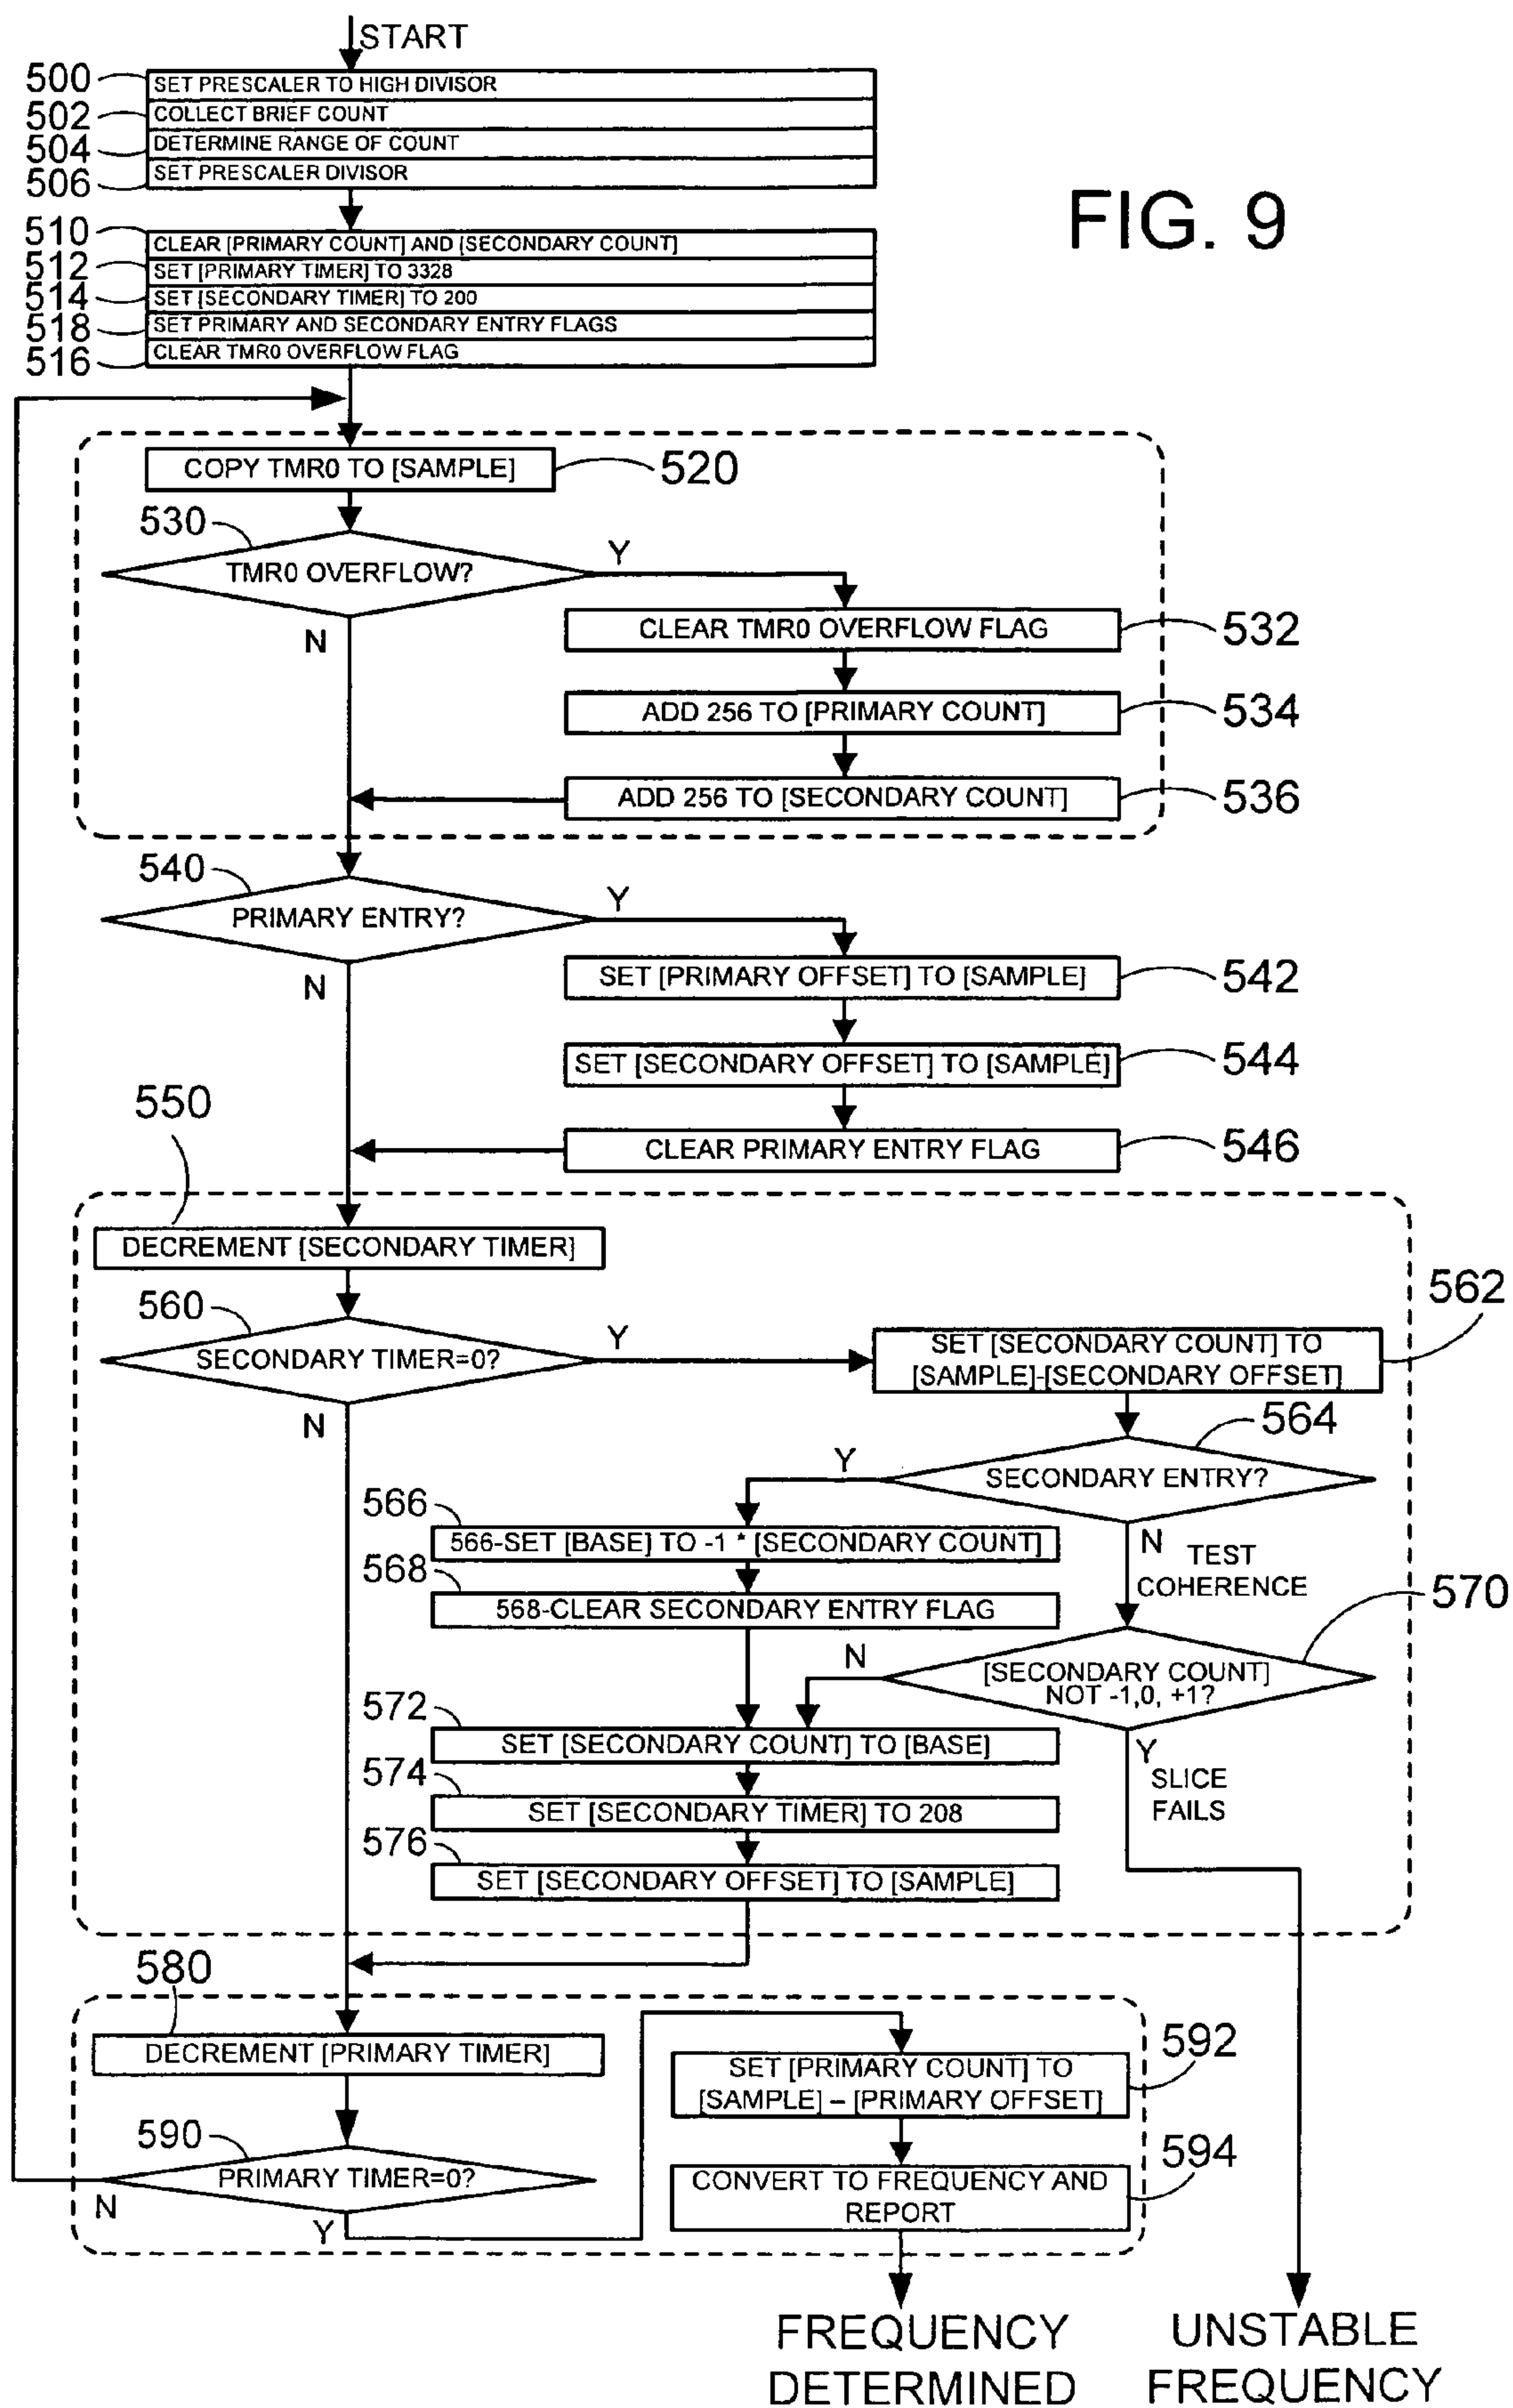 START
500
SET PRESCALER TO HIGH DIVISOR
502
COLLECT BRIEF COUNT
504
DETERMINE RANGE OF COUNT
506
SET PRESCALER DIVISOR
FIG. 9
510
CLEAR [PRIMARY COUNT] AND [SECONDARY COUNT]
512
SET [PRIMARY TIMER] TO 3328
514
SET [SECONDARY TIMER] TO 200
518
SET PRIMARY AND SECONDARY ENTRY FLAGS
516
CLEAR TMR0 OVERFLOW FLAG
COPY TMR0 TO [SAMPLE]
520
530
TMR0 OVERFLOW?
Y
N
CLEAR TMR0 OVERFLOW FLAG
532
ADD 256 TO [PRIMARY COUNT]
534
ADD 256 TO [SECONDARY COUNT]
536
540
PRIMARY ENTRY?
Y
N
SET [PRIMARY OFFSET] TO [SAMPLE]
542
SET [SECONDARY OFFSET] TO [SAMPLE]
544
CLEAR PRIMARY ENTRY FLAG
546
550
DECREMENT [SECONDARY TIMER]
560
SECONDARY TIMER=0?
Y
N
SET [SECONDARY COUNT] TO
[SAMPLE]-[SECONDARY OFFSET]
562
564
SECONDARY ENTRY?
Y
N
TEST
COHERENCE
566
566-SET [BASE] TO -1 * [SECONDARY COUNT]
568
568-CLEAR SECONDARY ENTRY FLAG
570
[SECONDARY COUNT]
NOT -1,0, +1?
N
Y
SLICE
FAILS
572
SET [SECONDARY COUNT] TO [BASE]
574
SET [SECONDARY TIMER] TO 208
576
SET [SECONDARY OFFSET] TO [SAMPLE]
580
DECREMENT [PRIMARY TIMER]
590
PRIMARY TIMER=0?
N
Y
SET [PRIMARY COUNT] TO
[SAMPLE] – [PRIMARY OFFSET]
592
CONVERT TO FREQUENCY AND
REPORT
594
FREQUENCY
DETERMINED
UNSTABLE
FREQUENCY